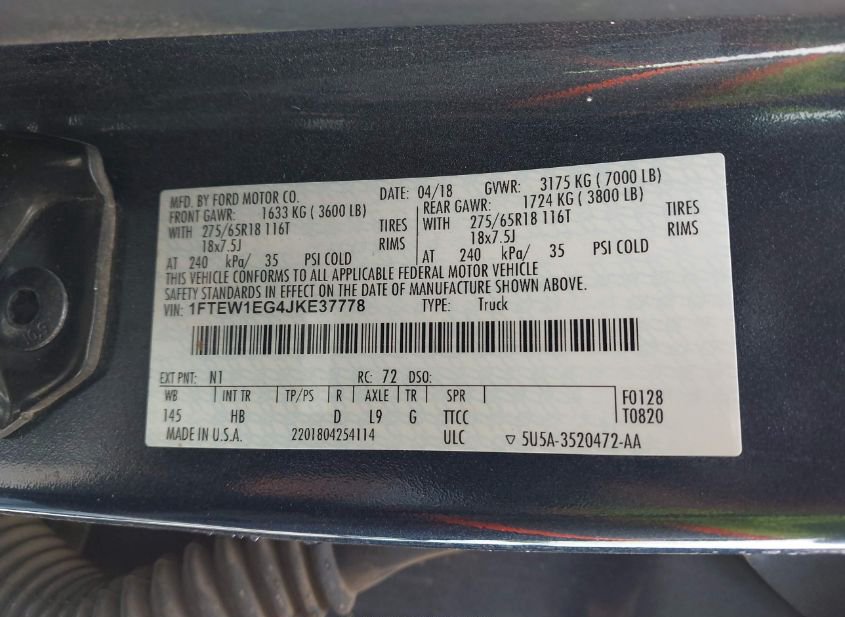 MFD. BY FORD MOTOR CO. DATE: 04/18 GVWR: 3175 KG ( 7000 LB)
FRONT GAWR: 1633 KG ( 3600 LB) REAR GAWR: 1724 KG ( 3800 LB)
WITH 275/65R18 116T TIRES WITH 275/65R18 116T TIRES
18x7.5J RIMS 18x7.5J RIMS
AT 240 kPa/ 35 PSI COLD AT 240 kPa/ 35 PSI COLD
THIS VEHICLE CONFORMS TO ALL APPLICABLE FEDERAL MOTOR VEHICLE
SAFETY STANDARDS IN EFFECT ON THE DATE OF MANUFACTURE SHOWN ABOVE.
VIN: 1FTEW1EG4JKE37778 TYPE: Truck
EXT PNT: N1 RC: 72 DSO:
WB INT TR TP/PS R AXLE TR SPR F0128
145 HB D L9 G TTCC T0820
MADE IN U.S.A. 2201804254114 ULC ▽ 5U5A-3520472-AA